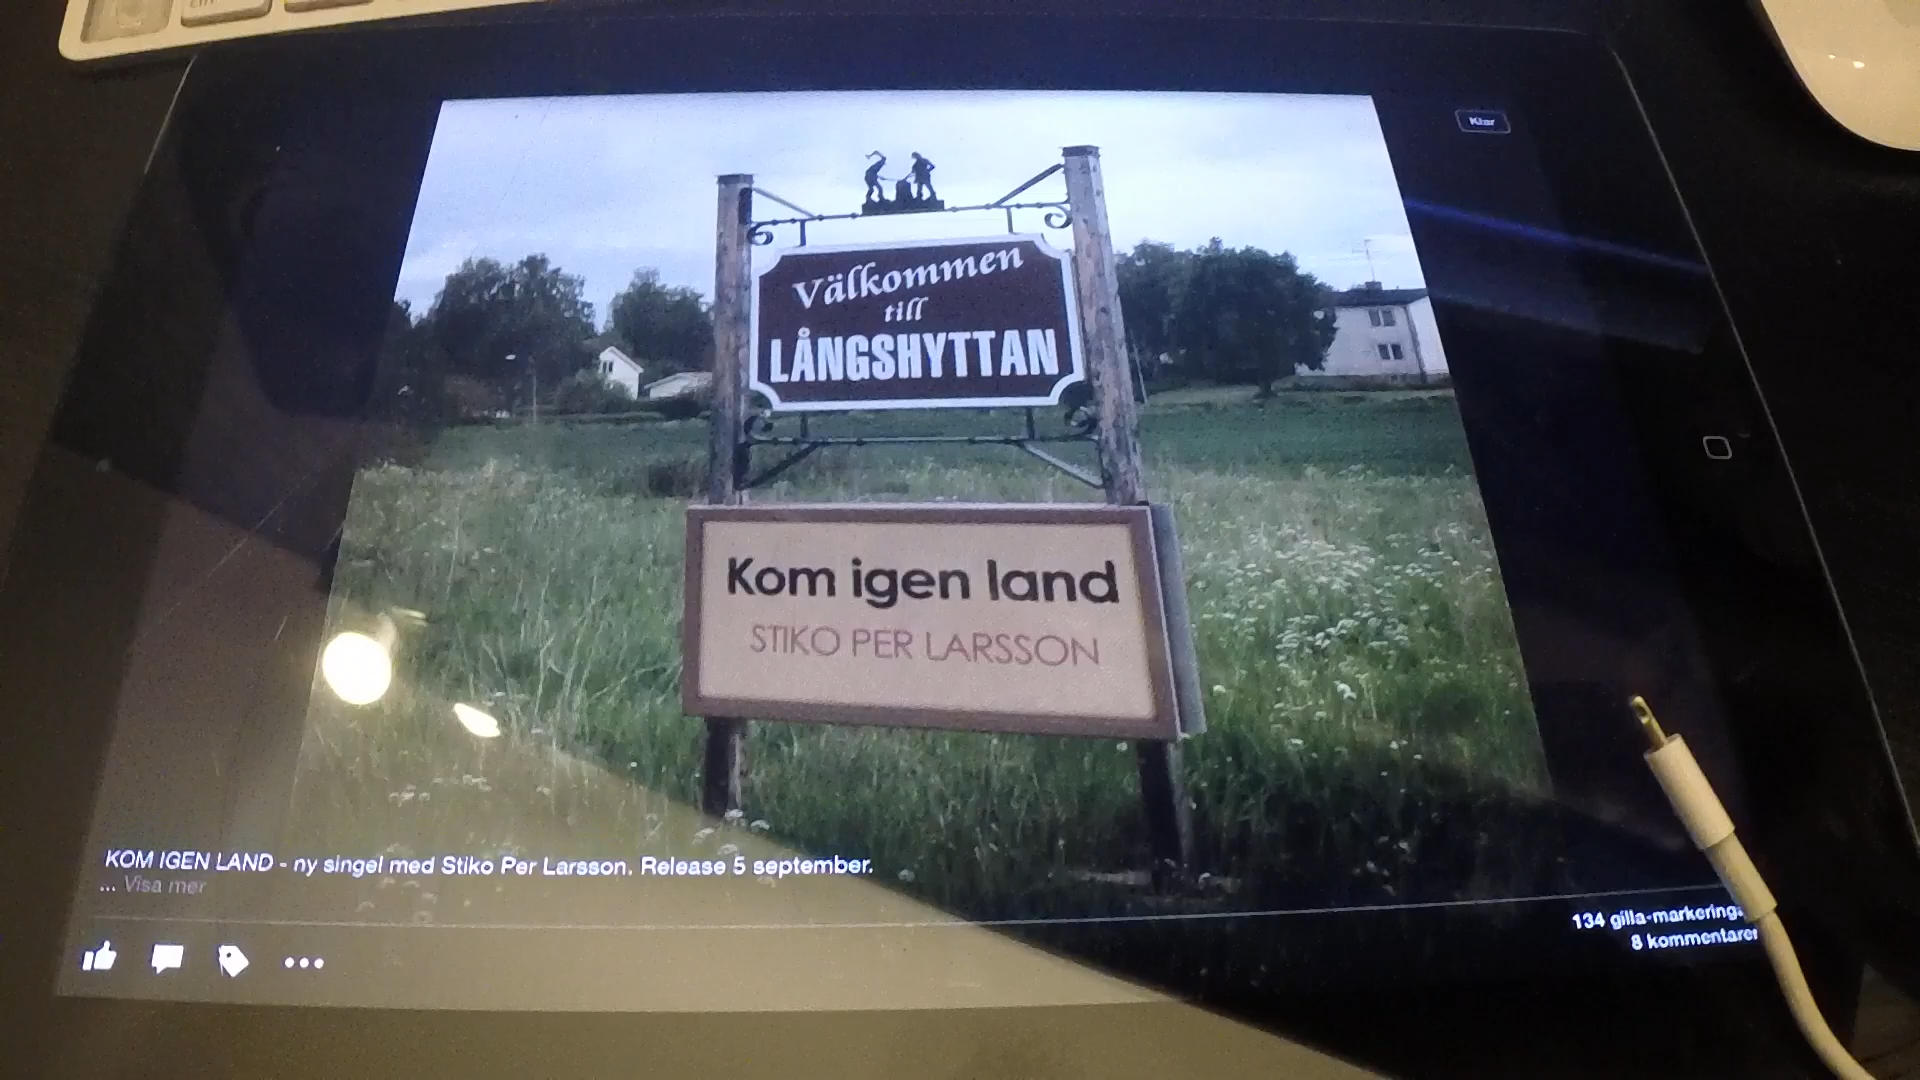 Klar
Välkommen
till
LÅNGSHYTTAN
Kom igen land
STIKO PER LARSSON
KOM IGEN LAND - ny singel med Stiko Per Larsson. Release 5 september.
... Visa mer
134 gilla-markeringa
8 kommentarer